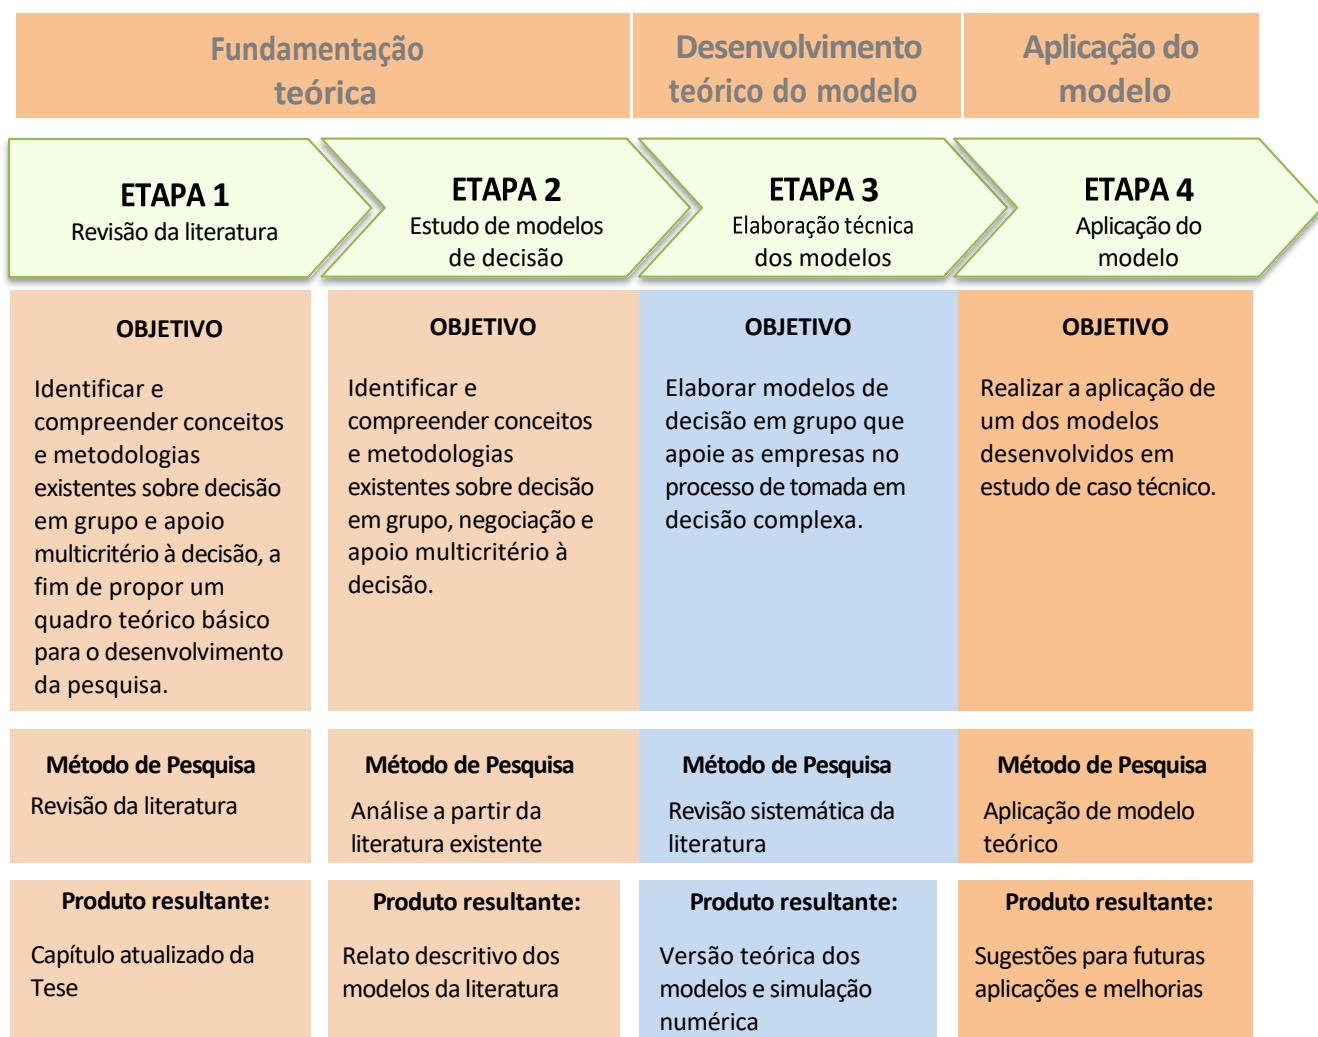 Fundamentação
teórica
Desenvolvimento
teórico do modelo
Aplicação do
modelo
ETAPA 1
Revisão da literatura
ETAPA 2
Estudo de modelos
de decisão
ETAPA 3
Elaboração técnica
dos modelos
ETAPA 4
Aplicação do
modelo
OBJETIVO
Identificar e
compreender conceitos
e metodologias
existentes sobre decisão
em grupo e apoio
multicritério à decisão, a
fim de propor um
quadro teórico básico
para o desenvolvimento
da pesquisa.
OBJETIVO
Identificar e
compreender conceitos
e metodologias
existentes sobre decisão
em grupo, negociação e
apoio multicritério à
decisão.
OBJETIVO
Elaborar modelos de
decisão em grupo que
apoie as empresas no
processo de tomada em
decisão complexa.
OBJETIVO
Realizar a aplicação de
um dos modelos
desenvolvidos em
estudo de caso técnico.
Método de Pesquisa
Revisão da literatura
Método de Pesquisa
Análise a partir da
literatura existente
Método de Pesquisa
Revisão sistemática da
literatura
Método de Pesquisa
Aplicação de modelo
teórico
Produto resultante:
Capítulo atualizado da
Tese
Produto resultante:
Relato descritivo dos
modelos da literatura
Produto resultante:
Versão teórica dos
modelos e simulação
numérica
Produto resultante:
Sugestões para futuras
aplicações e melhorias